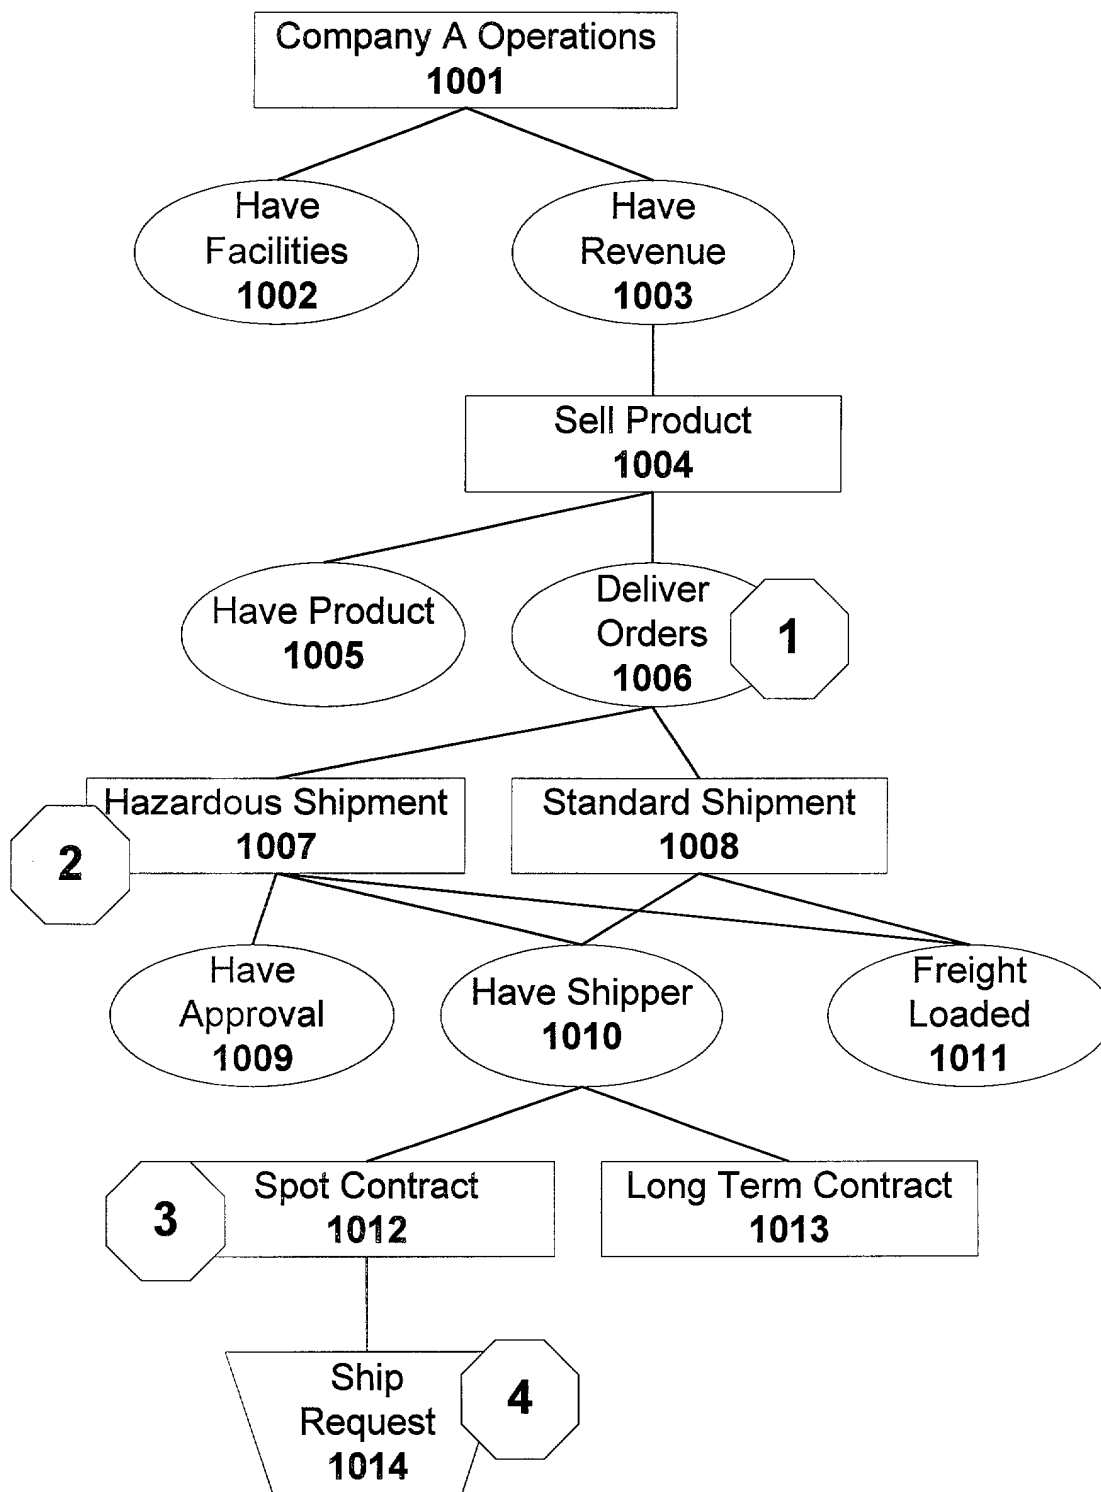 Company A Operations
1001
Have
Facilities
1002
Have
Revenue
1003
Sell Product
1004
Have Product
1005
Deliver
Orders
1006
1
Hazardous Shipment
1007
2
Standard Shipment
1008
Have
Approval
1009
Have Shipper
1010
Freight
Loaded
1011
3
Spot Contract
1012
Long Term Contract
1013
Ship
Request
1014
4